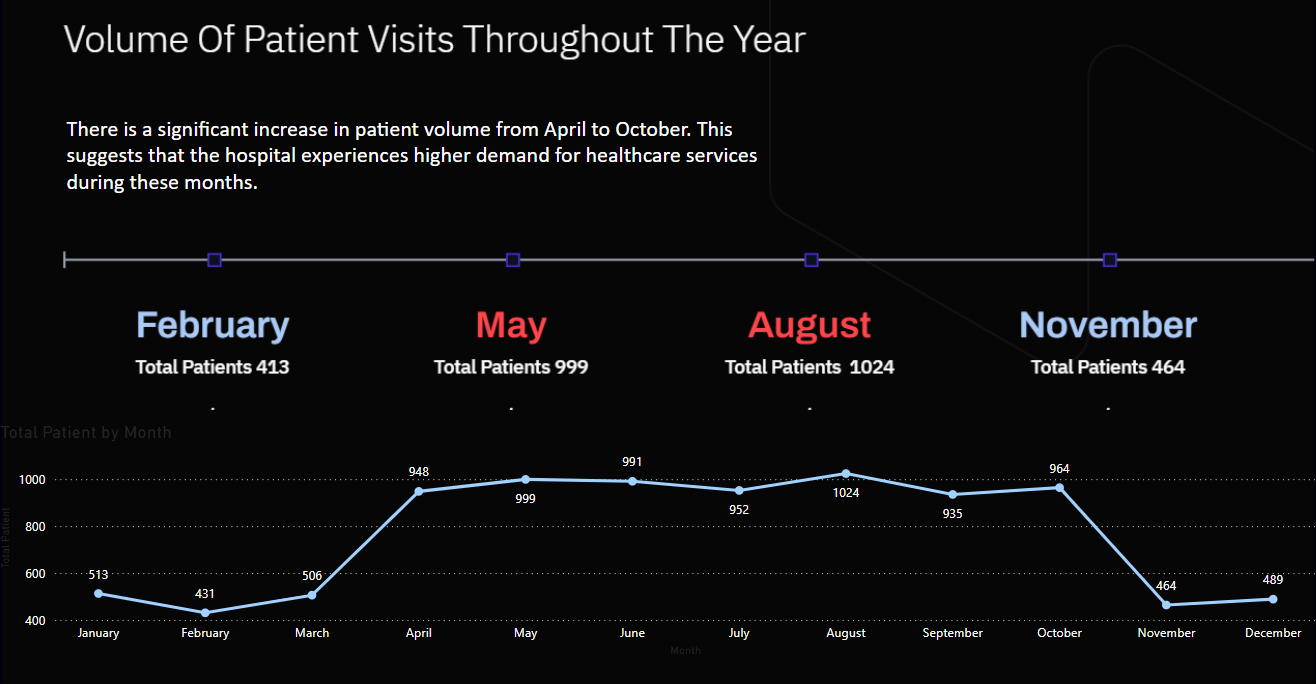 Volume Of Patient Visits Throughout The Year
There is a significant increase in patient volume from April to October. This
suggests that the hospital experiences higher demand for healthcare services
during these months.
February
May
August
November
Total Patients 413
Total Patients 999
Total Patients 1024
Total Patients 464
Total Patient by Month
Total Patient
1000
800
600
400
513
431
506
948
999
991
952
1024
935
964
464
489
January
February
March
April
May
June
July
August
September
October
November
December
Month